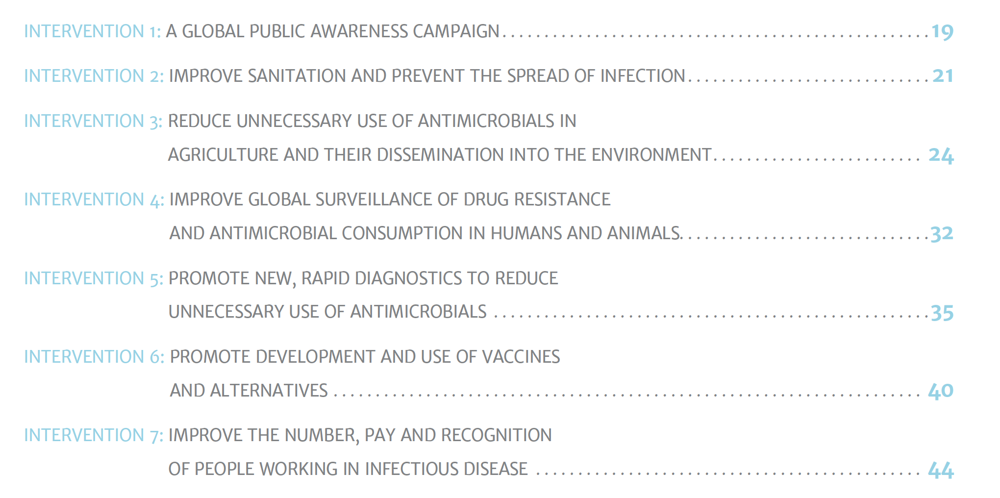 INTERVENTION 1: A GLOBAL PUBLIC AWARENESS CAMPAIGN. . . . . . . . . . . . . . . . . . . . . . . . . . . . . . . . . . . . . . . . . . . . . . . . . . . 19
INTERVENTION 2: IMPROVE SANITATION AND PREVENT THE SPREAD OF INFECTION. . . . . . . . . . . . . . . . . . . . . . . . . . . . . 21
INTERVENTION 3: REDUCE UNNECESSARY USE OF ANTIMICROBIALS IN
AGRICULTURE AND THEIR DISSEMINATION INTO THE ENVIRONMENT. . . . . . . . . . . . . . . . . . . . . . . . . 24
INTERVENTION 4: IMPROVE GLOBAL SURVEILLANCE OF DRUG RESISTANCE
AND ANTIMICROBIAL CONSUMPTION IN HUMANS AND ANIMALS. . . . . . . . . . . . . . . . . . . . . . . . . . . . . . 32
INTERVENTION 5: PROMOTE NEW, RAPID DIAGNOSTICS TO REDUCE
UNNECESSARY USE OF ANTIMICROBIALS . . . . . . . . . . . . . . . . . . . . . . . . . . . . . . . . . . . . . . . . . . . . . . . . . . . . 35
INTERVENTION 6: PROMOTE DEVELOPMENT AND USE OF VACCINES
AND ALTERNATIVES . . . . . . . . . . . . . . . . . . . . . . . . . . . . . . . . . . . . . . . . . . . . . . . . . . . . . . . . . . . . . . . . . . . . . . 40
INTERVENTION 7: IMPROVE THE NUMBER, PAY AND RECOGNITION
OF PEOPLE WORKING IN INFECTIOUS DISEASE . . . . . . . . . . . . . . . . . . . . . . . . . . . . . . . . . . . . . . . . . . . . . . 44